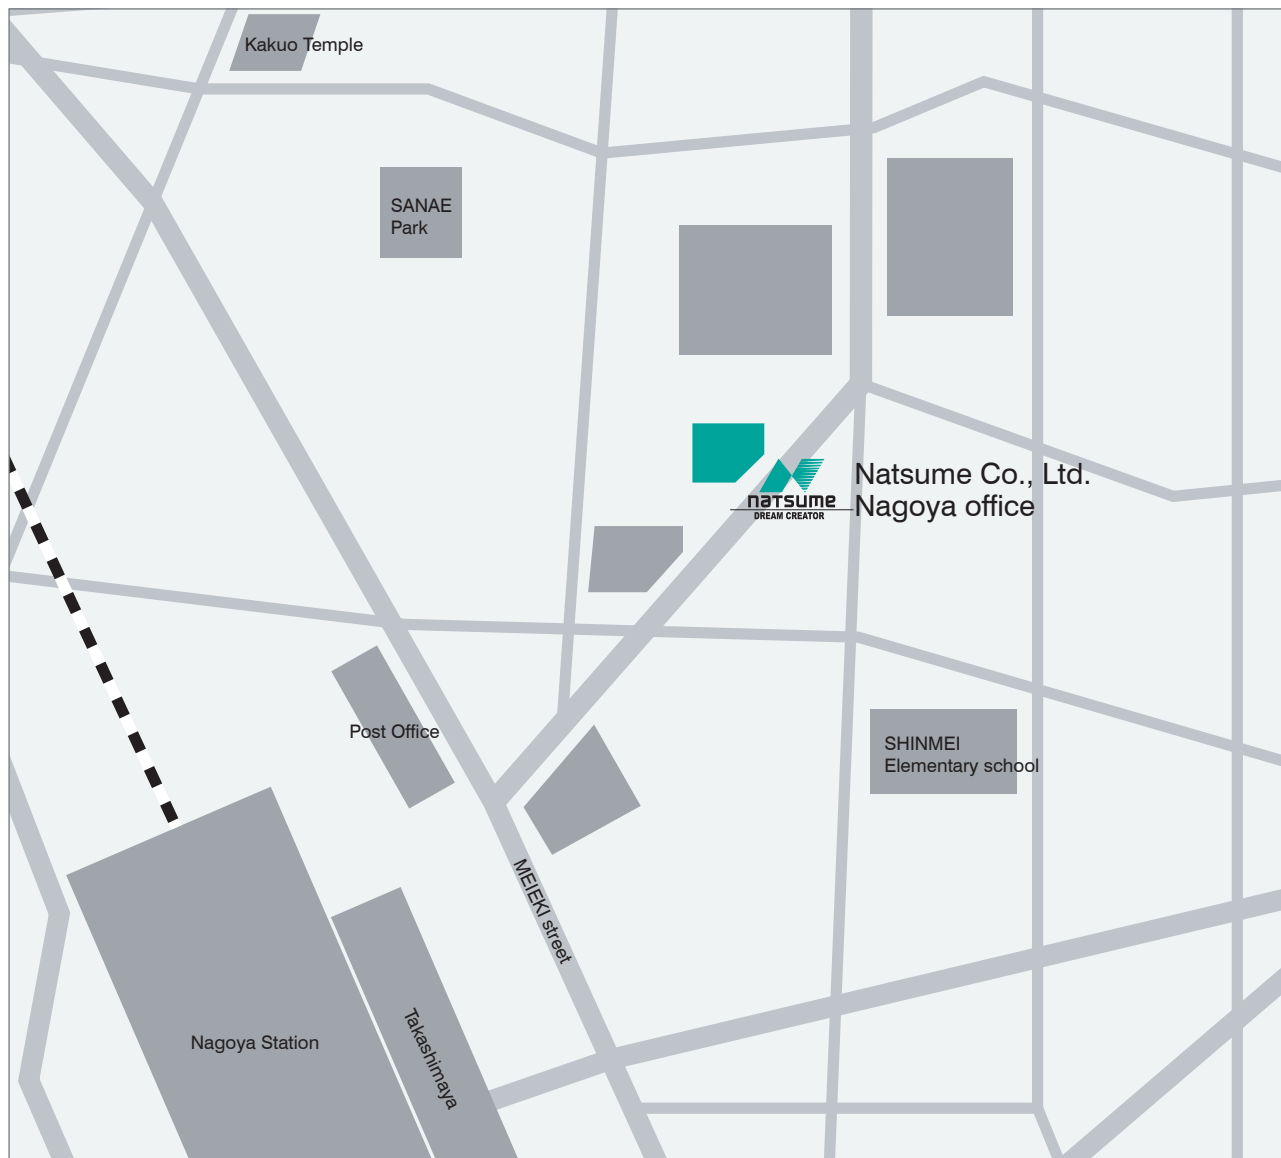 Kakuo Temple
SANAE
Park
natsume
DREAM CREATOR
Natsume Co., Ltd.
Nagoya office
Post Office
SHINMEI
Elementary school
MEIEKI street
Nagoya Station
Takashimaya